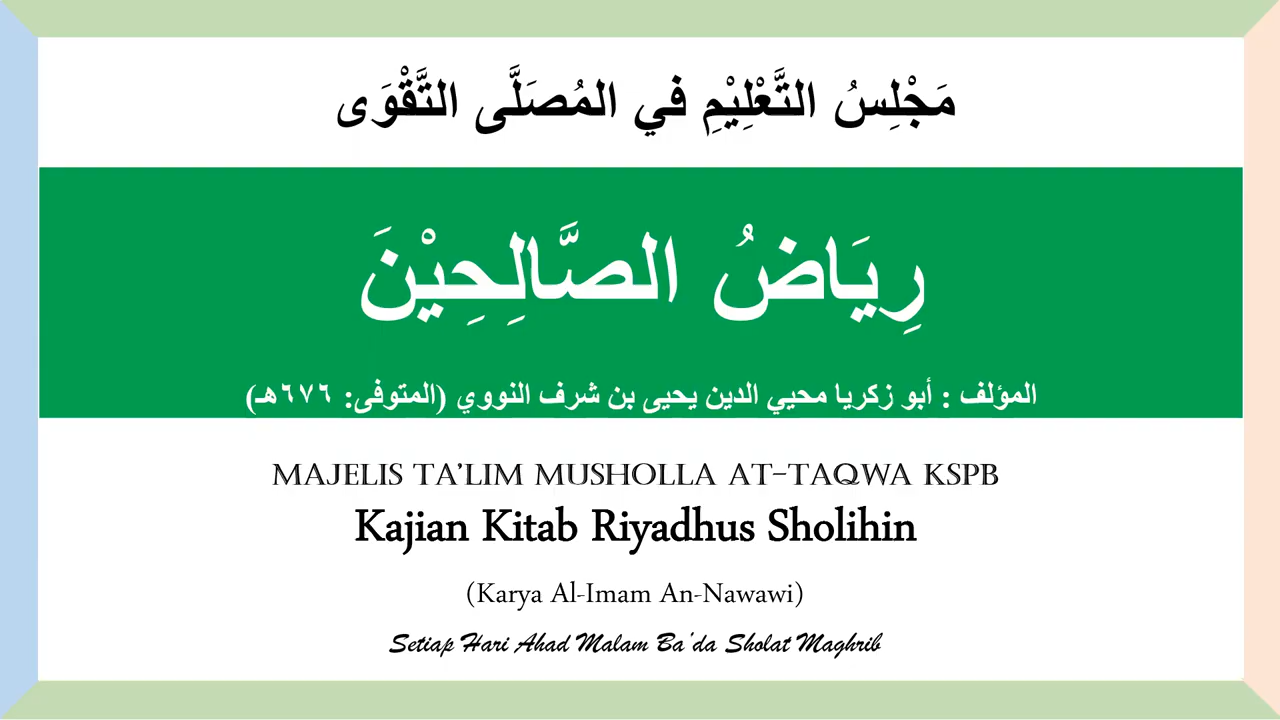 مَجْلِسُ التَّعْلِيْمِ في المُصَلَّى التَّقْوَى
رِيَاضُ الصَّالِحِيْنَ
المؤلف : أبو زكريا محيي الدين يحيى بن شرف النووي (المتوفى: ٦٧٦هـ)
MAJELIS TA’LIM MUSHOLLA AT-TAQWA KSPB
Kajian Kitab Riyadhus Sholihin
(Karya Al-Imam An-Nawawi)
Setiap Hari Ahad Malam Ba’da Sholat Maghrib